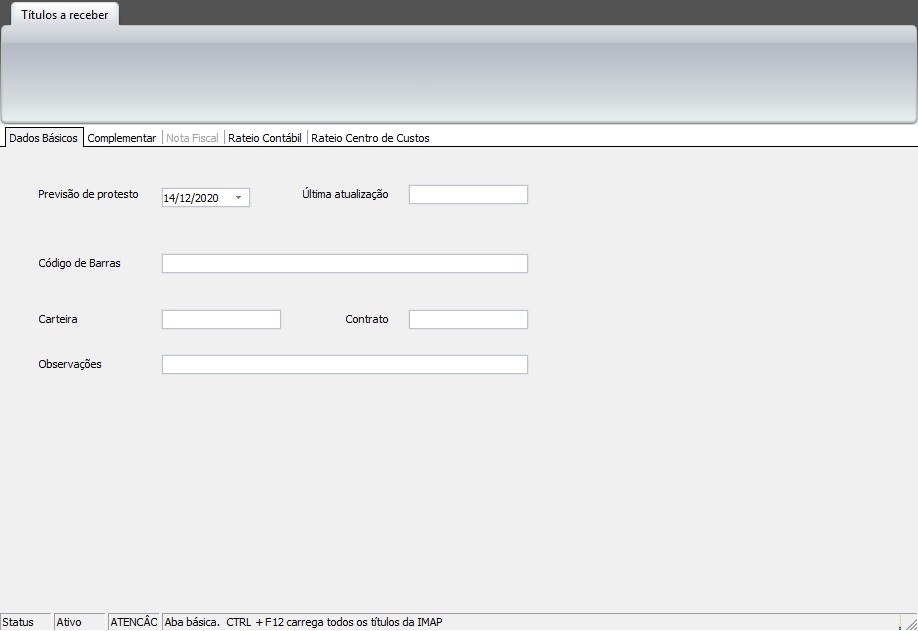 Títulos a receber
Dados Básicos Complementar Nota Fiscal Rateio Contábil Rateio Centro de Custos
Previsão de protesto 14/12/2020 Última atualização
Código de Barras
Carteira Contrato
Observações
Status Ativo ATENCÃO Aba básica. CTRL + F12 carrega todos os títulos da IMAP